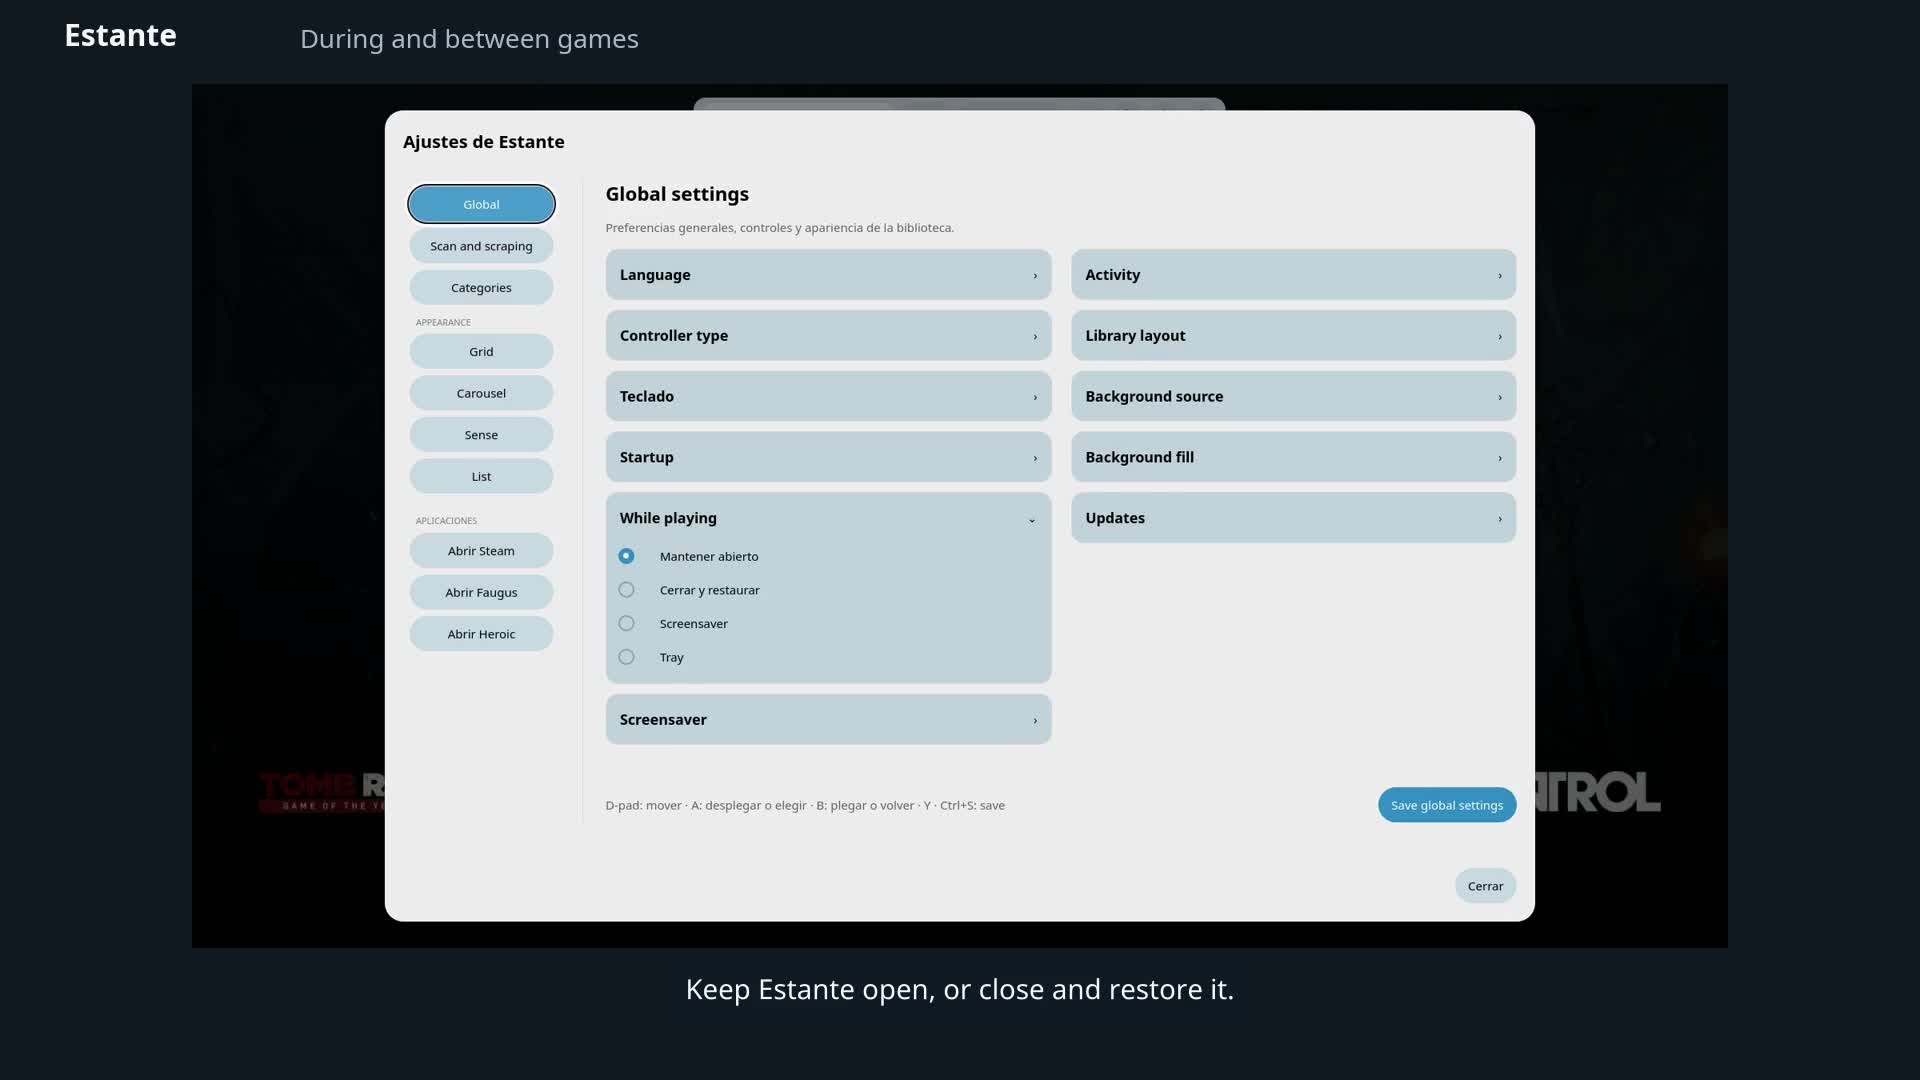 Estante
During and between games
Ajustes de Estante
Global
Scan and scraping
Categories
APPEARANCE
Grid
Carousel
Sense
List
APLICACIONES
Abrir Steam
Abrir Faugus
Abrir Heroic
Global settings
Preferencias generales, controles y apariencia de la biblioteca.
Language
Controller type
Teclado
Startup
While playing
Mantener abierto
Cerrar y restaurar
Screensaver
Tray
Screensaver
Activity
Library layout
Background source
Background fill
Updates
D-pad: mover · A: desplegar o elegir · B: plegar o volver · Y · Ctrl+S: save
Save global settings
Cerrar
TOMB
GAME OF THE
Keep Estante open, or close and restore it.